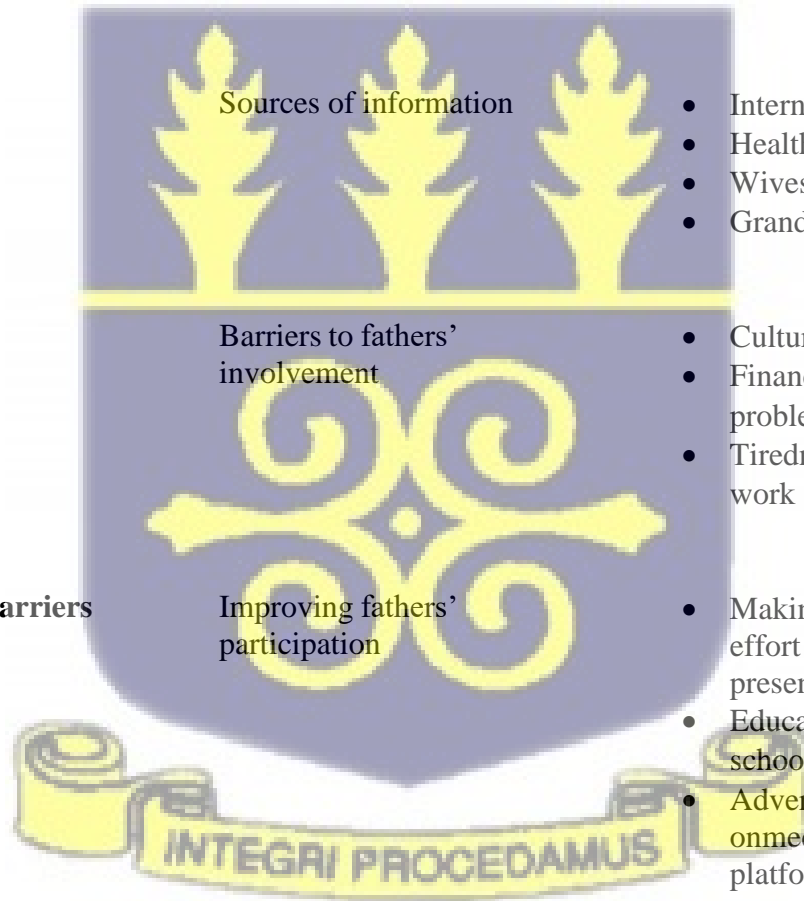 Sources of information
• Intern
• Health
• Wives
• Grand
Barriers to fathers’
involvement
• Cultur
• Financ
proble
• Tiredn
work
arriers
Improving fathers’
participation
• Makin
effort
presen
• Educa
school
• Adver
onmed
platfo
INTEGRI PROCEDAMUS